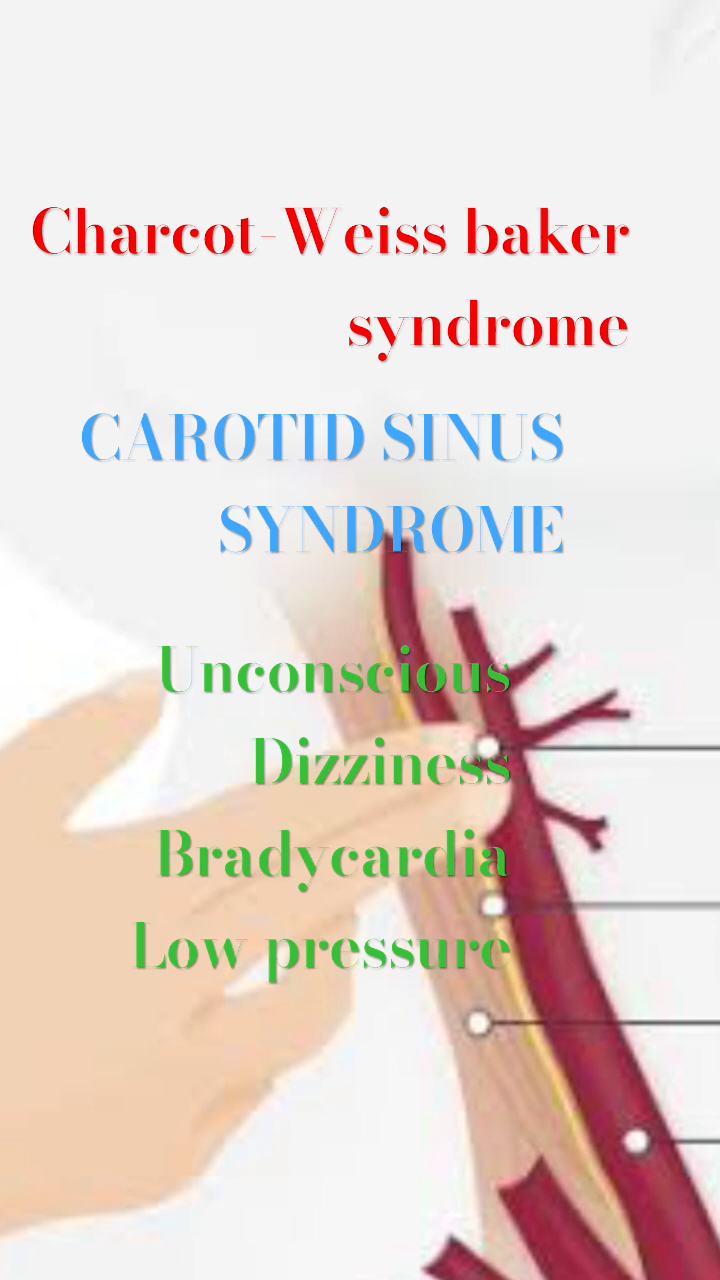 Charcot-Weiss baker
syndrome
CAROTID SINUS
SYNDROME
Unconscious
Dizziness
Bradycardia
Low pressure